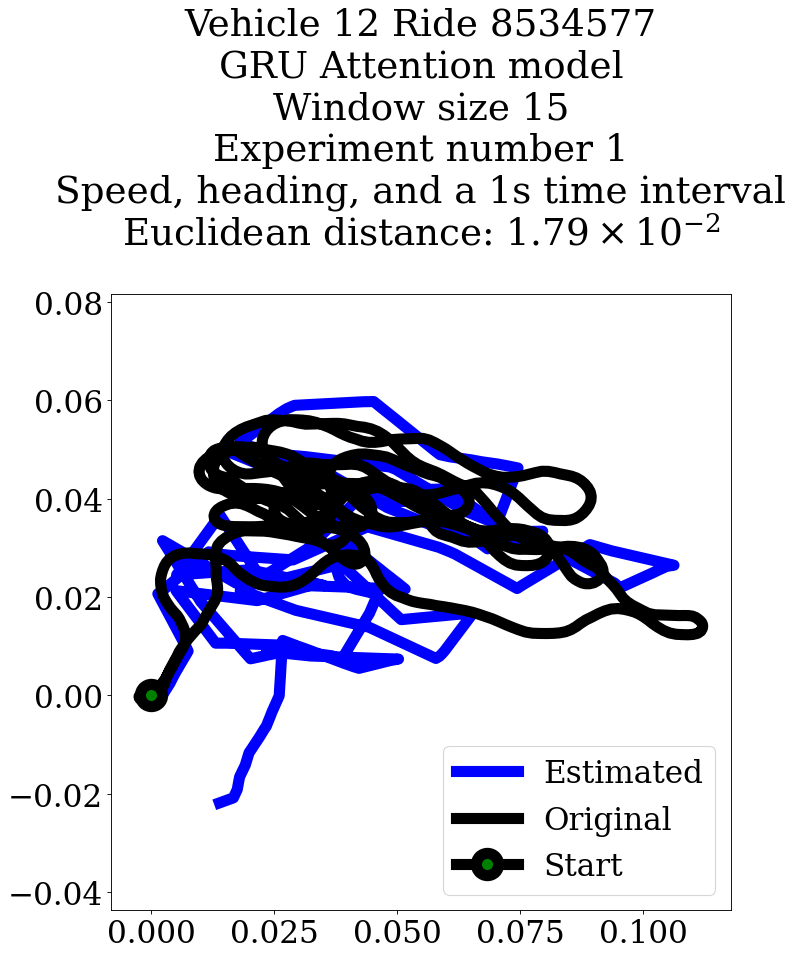 Vehicle 12 Ride 8534577
GRU Attention model
Window size 15
Experiment number 1
Speed, heading, and a 1s time interval
Euclidean distance: 1.79 × 10⁻²
0.08
0.06
0.04
0.02
0.00
−0.02
−0.04
Estimated
Original
Start
0.000 0.025 0.050 0.075 0.100